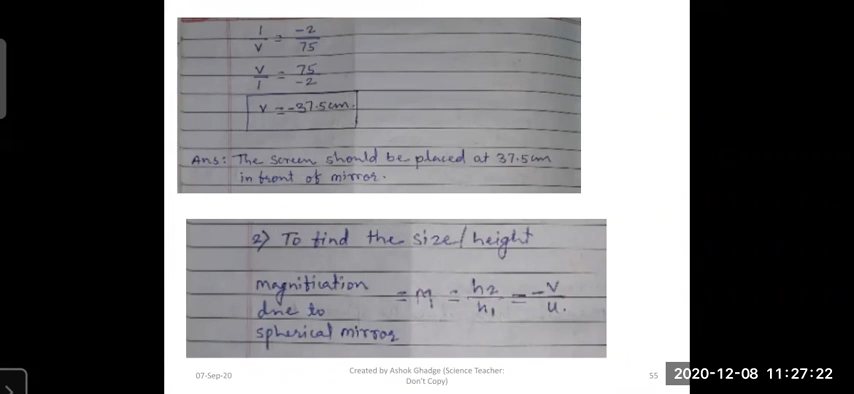 1/v = -2/75
v/1 = 75/-2
v = -37.5cm.
Ans: The screen should be placed at 37.5cm
in front of mirror.
2) To find the size/height
magnification
due to
spherical mirror
= M = h2/h1 = -v/u.
07-Sep-20
Created by Ashok Ghadge (Science Teacher:
Don't Copy)
55
2020-12-08 11:27:22